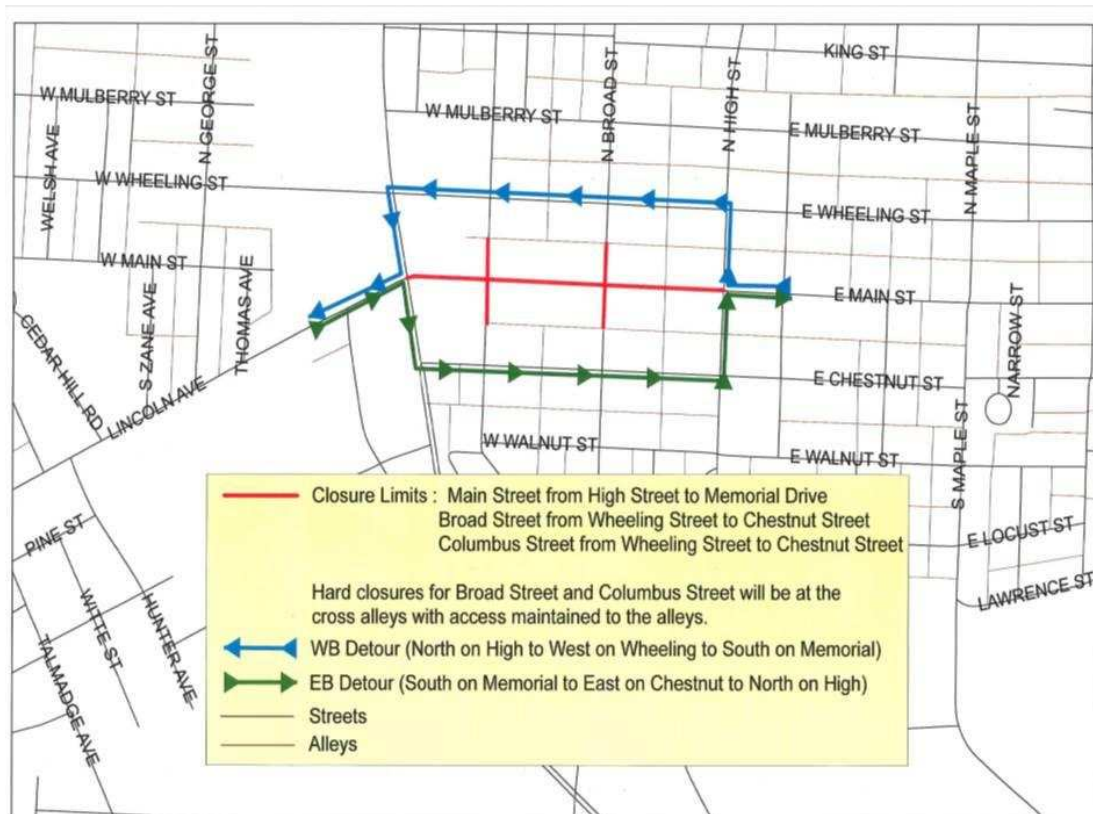 KING ST
W MULBERRY ST
N GEORGE ST
W MULBERRY ST
N BROAD ST
N HIGH ST
E MULBERRY ST
N MAPLE ST
WELSH AVE
W WHEELING ST
E WHEELING ST
W MAIN ST
THOMAS AVE
S ZANE AVE
E MAIN ST
NARROW ST
CEDAR HILL RD
LINCOLN AVE
E CHESTNUT ST
W WALNUT ST
E WALNUT ST
S MAPLE ST
E LOCUST ST
LAWRENCE ST
PINE ST
WITTE ST
HUNTER AVE
TALMADGE AVE
Closure Limits : Main Street from High Street to Memorial Drive
Broad Street from Wheeling Street to Chestnut Street
Columbus Street from Wheeling Street to Chestnut Street
Hard closures for Broad Street and Columbus Street will be at the
cross alleys with access maintained to the alleys.
WB Detour (North on High to West on Wheeling to South on Memorial)
EB Detour (South on Memorial to East on Chestnut to North on High)
Streets
Alleys